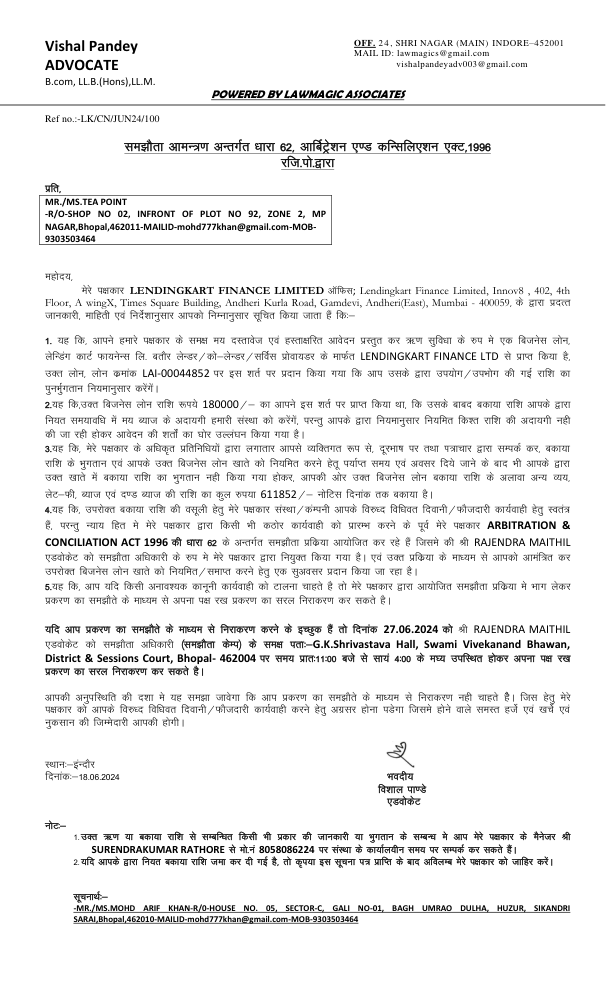 Vishal Pandey
ADVOCATE
B.com, LL.B.(Hons),LL.M.
OFF. 24, SHRI NAGAR (MAIN) INDORE–452001
MAIL ID: lawmagics@gmail.com
vishalpandeyadv003@gmail.com
POWERED BY LAWMAGIC ASSOCIATES
Ref no.:-LK/CN/JUN24/100
समझौता आमन्त्रण अन्तर्गत धारा 62, आर्बिट्रेशन एण्ड कन्सिलिएशन एक्ट,1996
रजि.पो.द्वारा
प्रति,
MR./MS.TEA POINT
-R/O-SHOP NO 02, INFRONT OF PLOT NO 92, ZONE 2, MP
NAGAR,Bhopal,462011-MAILID-mohd777khan@gmail.com-MOB-
9303503464
महोदय,
मेरे पक्षकार LENDINGKART FINANCE LIMITED ऑफिस; Lendingkart Finance Limited, Innov8 , 402, 4th
Floor, A wingX, Times Square Building, Andheri Kurla Road, Gamdevi, Andheri(East), Mumbai - 400059, के द्वारा प्रदत्त
जानकारी, माहिती एवं निर्देशानुसार आपको निम्नानुसार सूचित किया जाता हैं कि:–
1. यह कि, आपने हमारे पक्षकार के समक्ष मय दस्तावेज एवं हस्ताक्षरित आवेदन प्रस्तुत कर ऋण सुविधा के रुप मे एक बिजनेस लोन,
लेन्डिंग कार्ट फायनेन्स लि. बतौर लेन्डर/को–लेन्डर/सर्विस प्रोवायडर के मार्फत LENDINGKART FINANCE LTD से प्राप्त किया है,
उक्त लोन, लोन क्रमांक LAI-00044852 पर इस शर्त पर प्रदान किया गया कि आप उसके द्वारा उपयोग/उपभोग की गई राशि का
पुनर्भुगतान नियमानुसार करेंगें।
2.यह कि,उक्त बिजनेस लोन राशि रूपये 180000/– का आपने इस शर्त पर प्राप्त किया था, कि उसके बाबद बकाया राशि आपके द्वारा
नियत समयावधि में मय ब्याज के अदायगी हमारी संस्था को करेंगें, परन्तु आपके द्वारा नियमानुसार नियमित किश्त राशि की अदायगी नही
की जा रही होकर आवेदन की शर्तों का घोर उल्लंघन किया गया है।
3.यह कि, मेरे पक्षकार के अधिकृत प्रतिनिधियों द्वारा लगातार आपसे व्यक्तिगत रूप से, दूरभाष पर तथा पत्राचार द्वारा सम्पर्क कर, बकाया
राशि के भुगतान एवं आपके उक्त बिजनेस लोन खाते को नियमित करने हेतू पर्याप्त समय एवं अवसर दिये जाने के बाद भी आपके द्वारा
उक्त खाते में बकाया राशि का भुगतान नही किया गया होकर, आपकी ओर उक्त बिजनेस लोन बकाया राशि के अलावा अन्य व्यय,
लेट–फी, ब्याज एवं दण्ड ब्याज की राशि का कुल रुपया 611852/– नोटिस दिनांक तक बकाया है।
4.यह कि, उपरोक्त बकाया राशि की वसूली हेतु मेरे पक्षकार संस्था/कंपनी आपके विरुध्द विधिवत दिवानी/फौजदारी कार्यवाही हेतु स्वतंत्र
हैं, परन्तु न्याय हित मे मेरे पक्षकार द्वारा किसी भी कठोर कार्यवाही को प्रारम्भ करने के पूर्व मेरे पक्षकार ARBITRATION &
CONCILIATION ACT 1996 की धारा 62 के अन्तर्गत समझौता प्रक्रिया आयोजित कर रहे हैं जिसमे की श्री RAJENDRA MAITHIL
एडवोकेट को समझौता अधिकारी के रुप मे मेरे पक्षकार द्वारा नियुक्त किया गया है। एवं उक्त प्रक्रिया के माध्यम से आपको आमंत्रित कर
उपरोक्त बिजनेस लोन खाते को नियमित/समाप्त करने हेतु एक सुअवसर प्रदान किया जा रहा है।
5.यह कि, आप यदि किसी अनावश्यक कानूनी कार्यवाही को टालना चाहते है तो मेरे पक्षकार द्वारा आयोजित समझौता प्रक्रिया मे भाग लेकर
प्रकरण का समझौते के माध्यम से अपना पक्ष रख प्रकरण का सरल निराकरण कर सकते है।
यदि आप प्रकरण का समझौते के माध्यम से निराकरण करने के इच्छुक हैं तो दिनांक 27.06.2024 को श्री RAJENDRA MAITHIL
एडवोकेट को समझौता अधिकारी (समझौता केम्प) के समक्ष पताः–G.K.Shrivastava Hall, Swami Vivekanand Bhawan,
District & Sessions Court, Bhopal- 462004 पर समय प्रातः11:00 बजे से सायं 4:00 के मघ्य उपस्थित होकर अपना पक्ष रख
प्रकरण का सरल निराकरण कर सकते है।
आपकी अनुपस्थिति की दशा मे यह समझा जावेगा कि आप प्रकरण का समझौते के माध्यम से निराकरण नही चाहते हैै। जिस हेतु मेरे
पक्षकार को आपके विरुध्द विधिवत दिवानी/फौजदारी कार्यवाही करने हेतु अग्रसर होना पडेगा जिसमे होने वाले समस्त हर्जे एवं खर्चे एवं
नुकसान की जिम्मेदारी आपकी होगी।
स्थानः–इंन्दौर
दिनांकः–18.06.2024
भवदीय
विशाल पाण्डे
एडवोकेट
नोटः–
1.उक्त ऋण या बकाया राशि से सम्बन्धित किसी भी प्रकार की जानकारी या भुगतान के सम्बन्ध मे आप मेरे पक्षकार के मैनेजर श्री
SURENDRAKUMAR RATHORE से मो.नं 8058086224 पर संस्था के कार्यालयीन समय पर सम्पर्क कर सकते हैं।
2.यदि आपके द्वारा नियत बकाया राशि जमा कर दी गई है, तो कृपया इस सूचना पत्र प्राप्ति के बाद अविलम्ब मेरे पक्षकार को जाहिर करें।
सूचनार्थः–
-MR./MS.MOHD ARIF KHAN-R/0-HOUSE NO. 05, SECTOR-C, GALI NO-01, BAGH UMRAO DULHA, HUZUR, SIKANDRI
SARAI,Bhopal,462010-MAILID-mohd777khan@gmail.com-MOB-9303503464